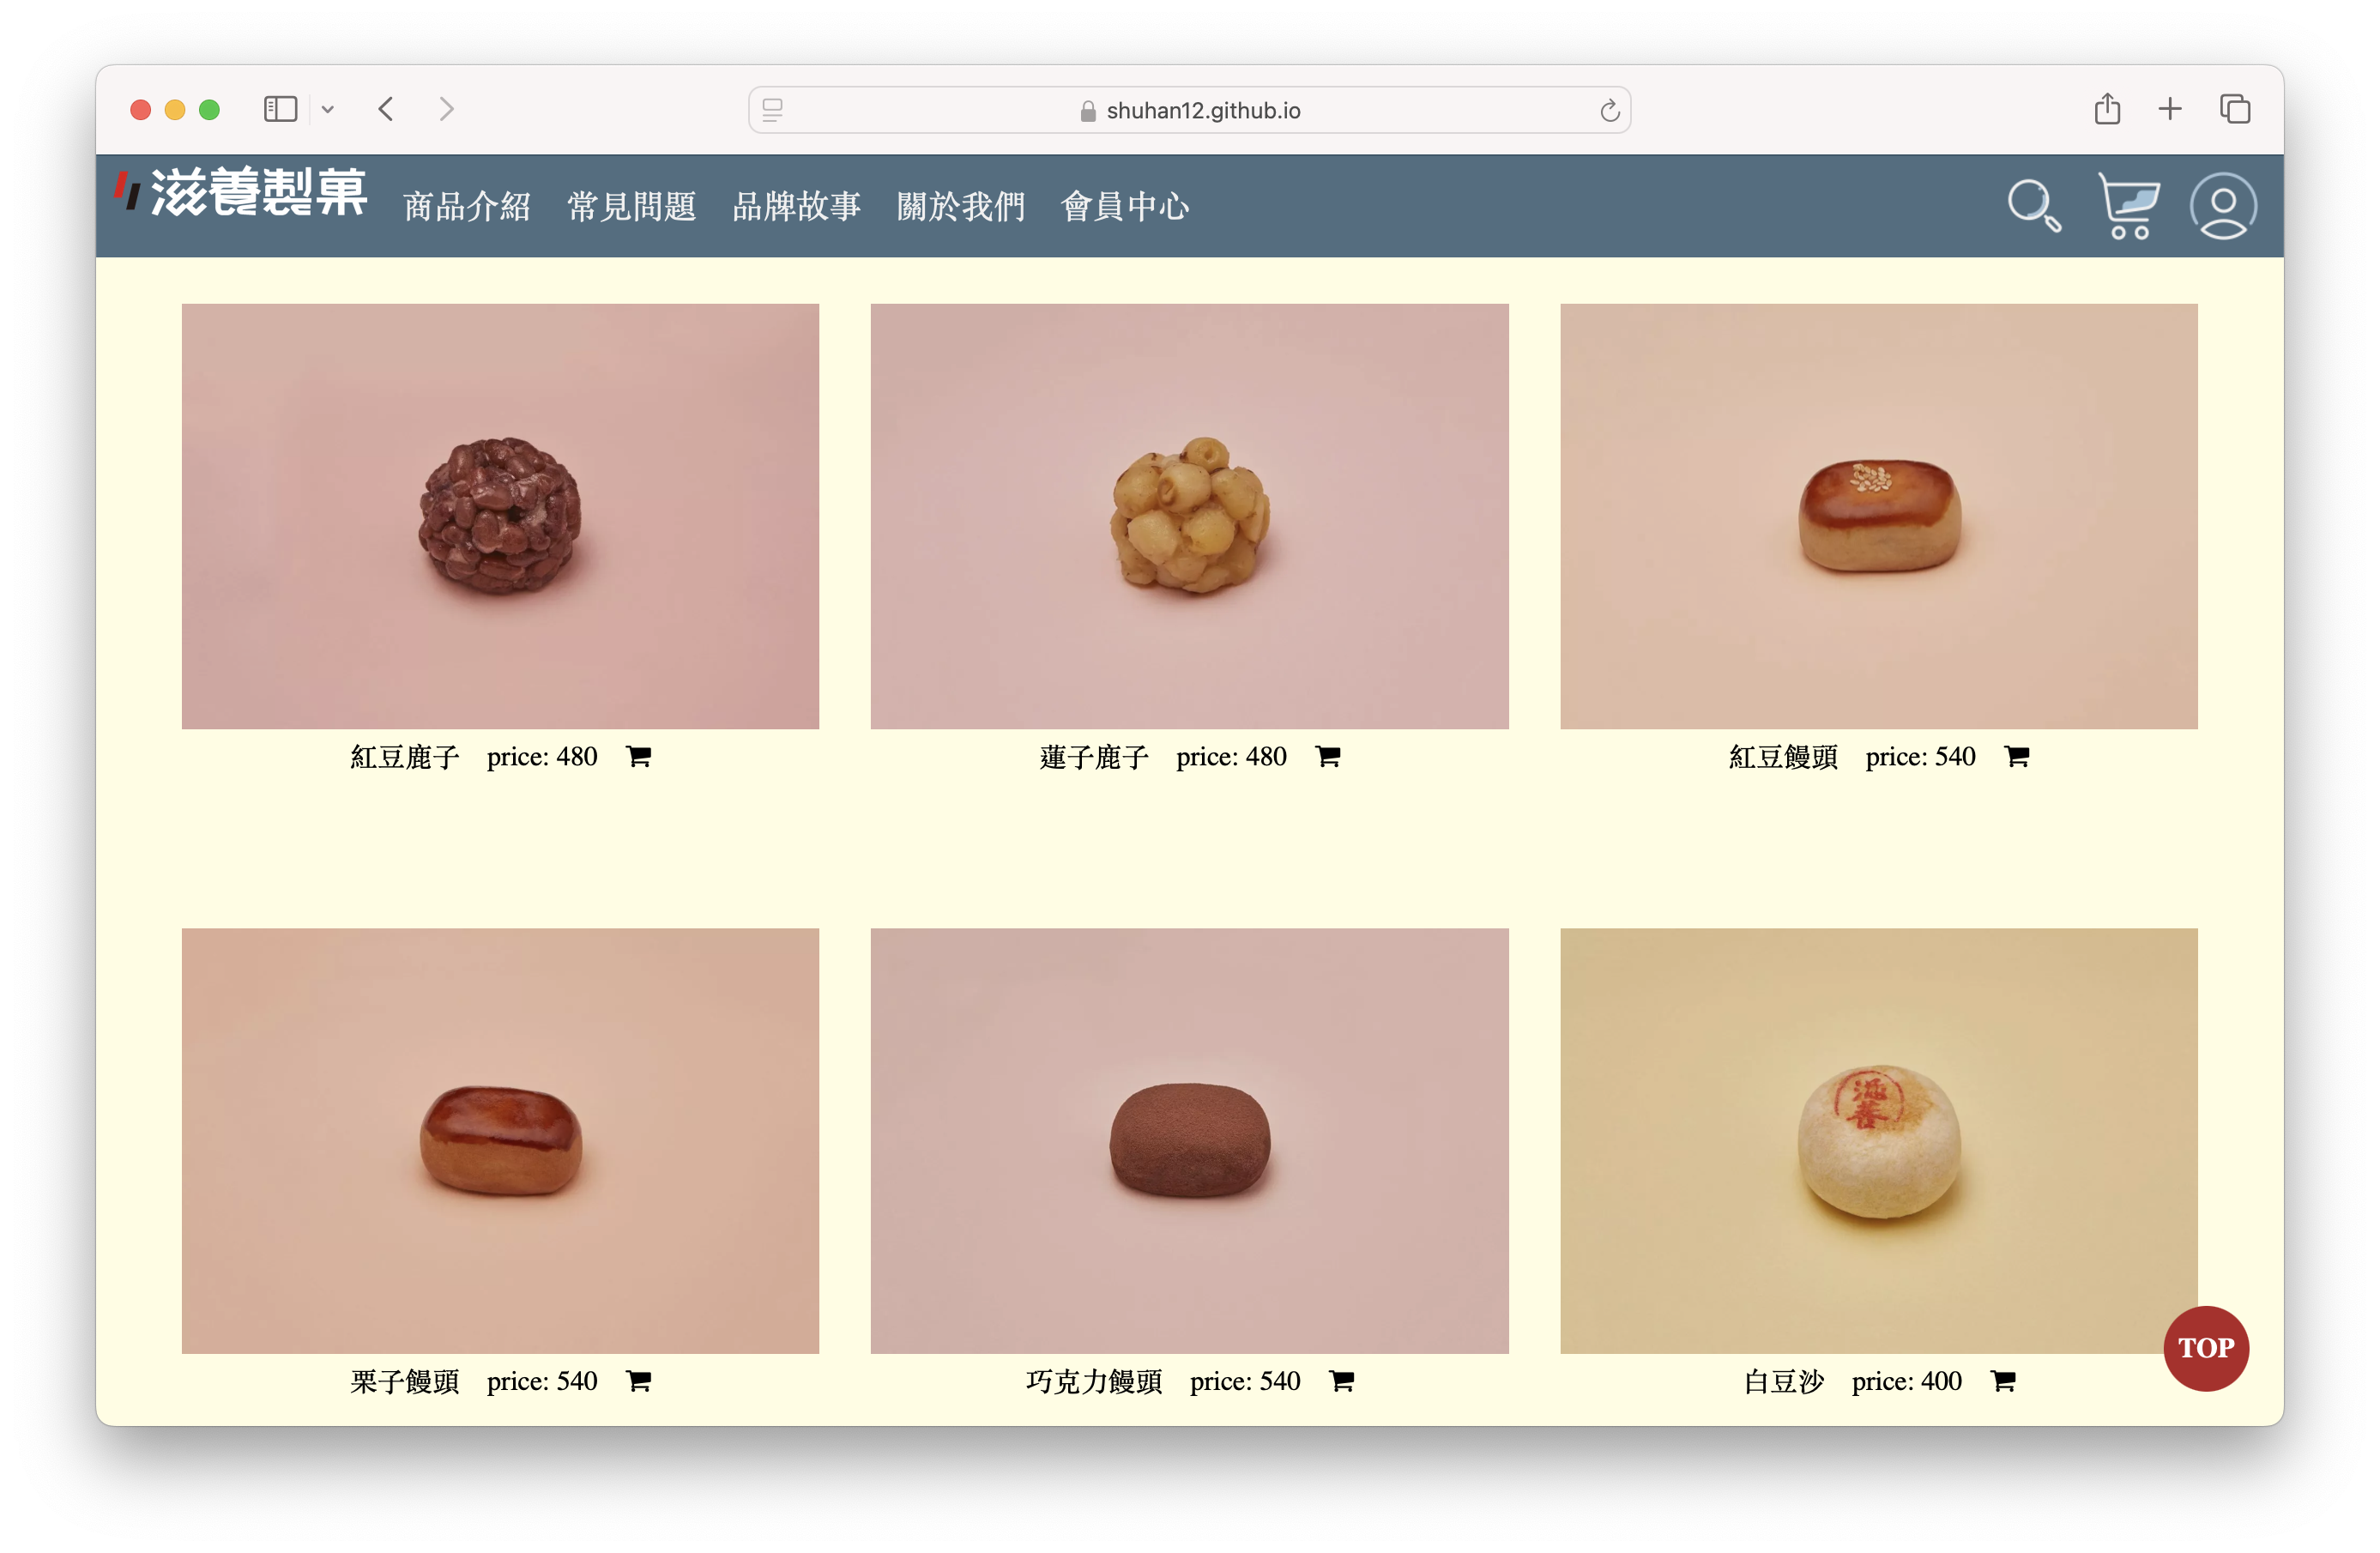 shuhan12.github.io
滋養製菓 商品介紹 常見問題 品牌故事 關於我們 會員中心
紅豆鹿子 price: 480
蓮子鹿子 price: 480
紅豆饅頭 price: 540
滋養
栗子饅頭 price: 540
巧克力饅頭 price: 540
白豆沙 price: 400
TOP